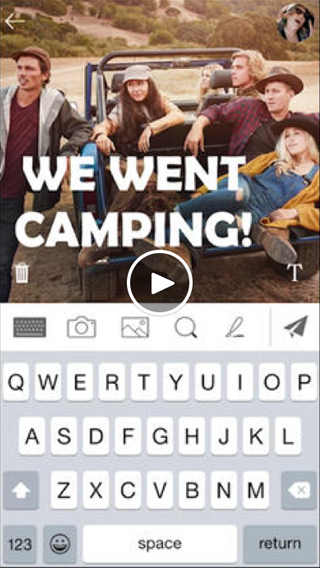 WE WENT
CAMPING!
T
Q W E R T Y U I O P
A S D F G H J K L
Z X C V B N M
123 space return